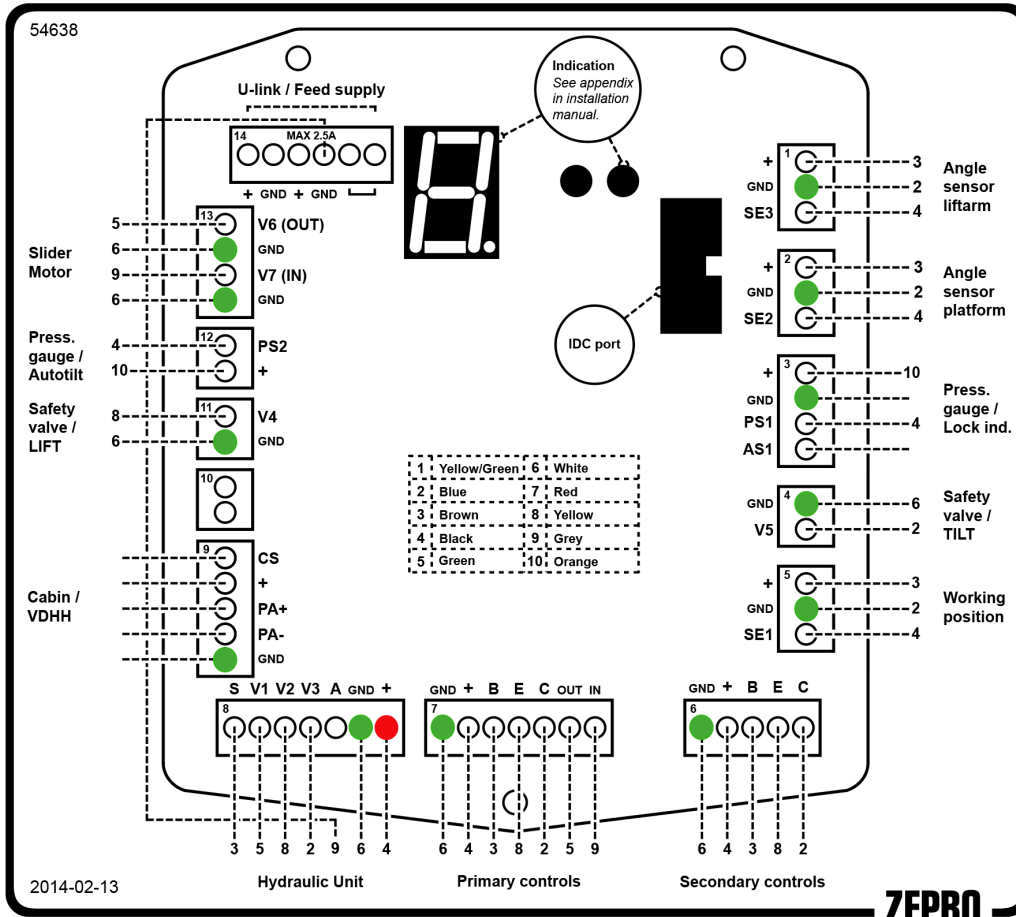 54638
U-link / Feed supply
14 MAX 2.5A
+ GND + GND
Indication
See appendix
in installation
manual.
IDC port
Slider
Motor
13
5 V6 (OUT)
6 GND
9 V7 (IN)
6 GND
Press.
gauge /
Autotilt
12
4 PS2
10 +
Safety
valve /
LIFT
11
8 V4
6 GND
10
Cabin /
VDHH
9
CS
+
PA+
PA-
GND
1 Yellow/Green 6 White
2 Blue 7 Red
3 Brown 8 Yellow
4 Black 9 Grey
5 Green 10 Orange
1
+ 3
GND 2
SE3 4
Angle
sensor
liftarm
2
+ 3
GND 2
SE2 4
Angle
sensor
platform
3
+ 10
GND
PS1 4
AS1
Press.
gauge /
Lock ind.
4
GND 6
V5 2
Safety
valve /
TILT
5
+ 3
GND 2
SE1 4
Working
position
S V1 V2 V3 A GND +
8
3 5 8 2 9 6 4
Hydraulic Unit
GND + B E C OUT IN
7
6 4 3 8 2 5 9
Primary controls
GND + B E C
6
6 4 3 8 2
Secondary controls
2014-02-13
ZEPRO